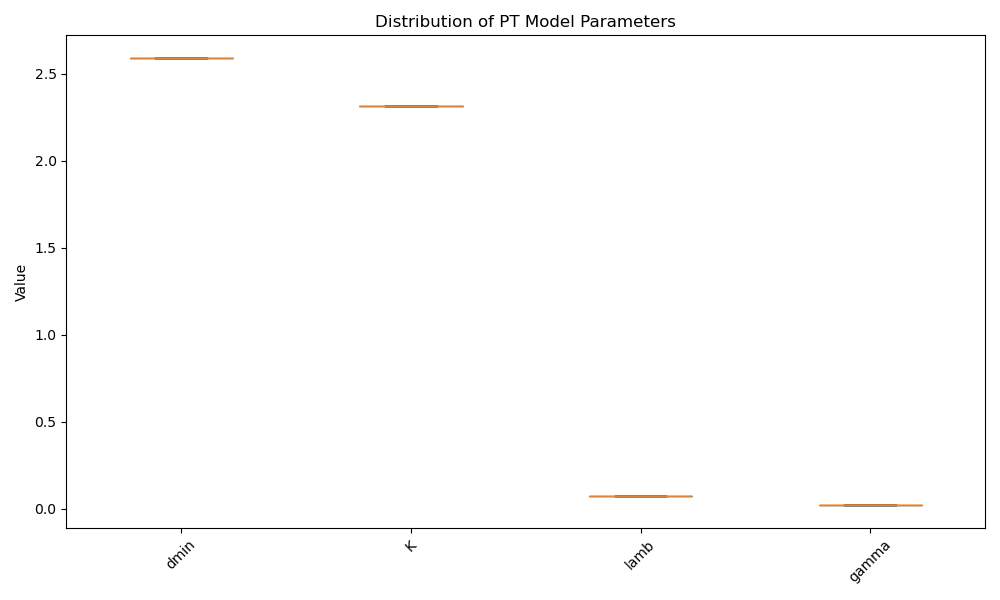 Distribution of PT Model Parameters
Value
2.5
2.0
1.5
1.0
0.5
0.0
dmin
K
lamb
gamma